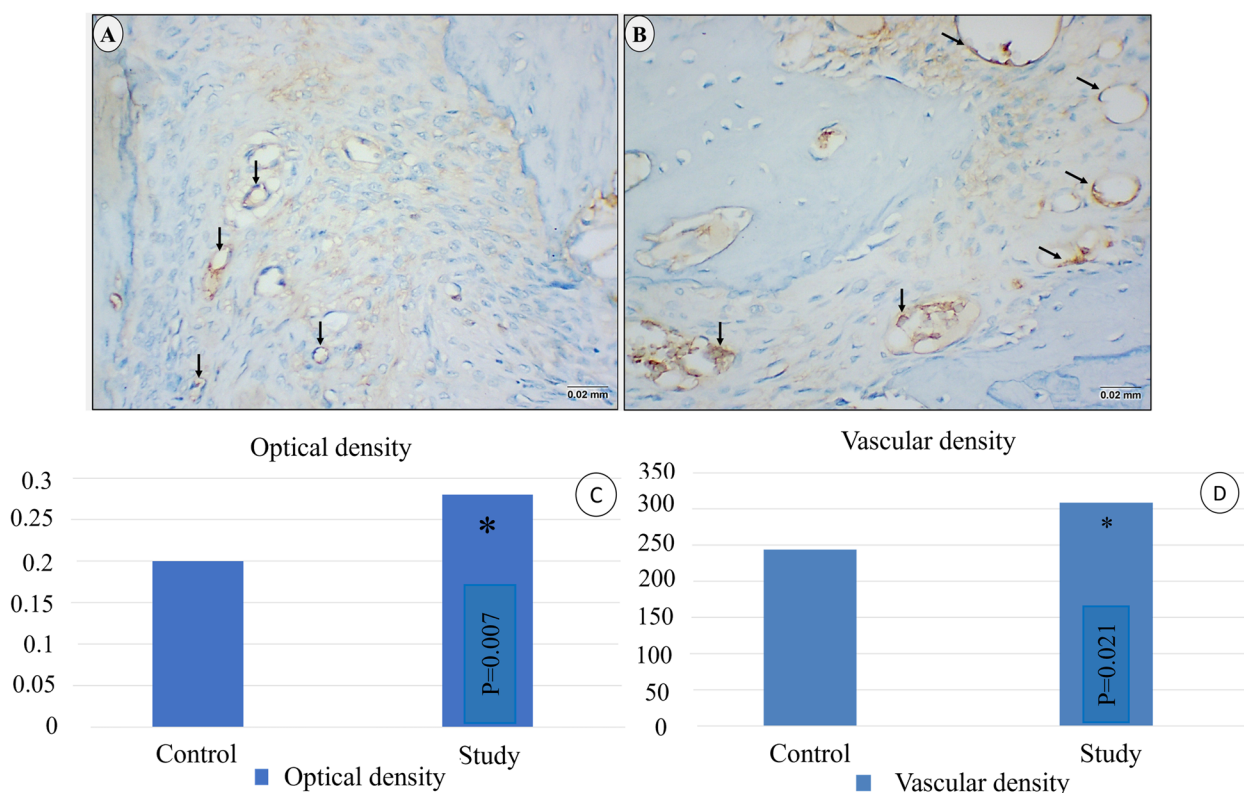 A
B
0.02 mm
0.02 mm
Optical density
0.3
0.25
0.2
0.15
0.1
0.05
0
C
*
P=0.007
Control
Study
Optical density
Vascular density
350
300
250
200
150
100
50
0
D
*
P=0.021
Control
Study
Vascular density